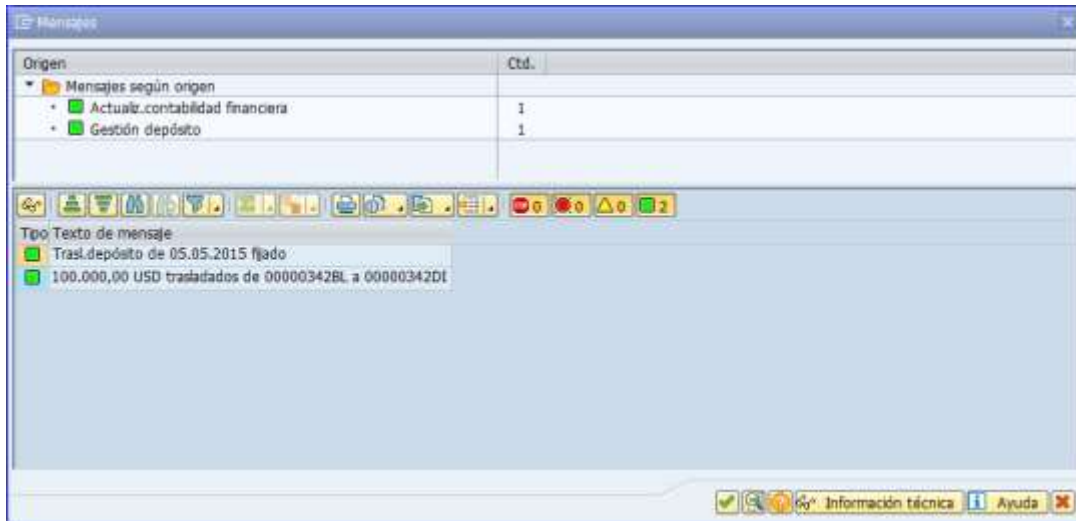 Mensajes
Origen Ctd.
Mensajes según origen
Actualiz.contabilidad financiera 1
Gestión depósito 1
0 0 0 2
Tipo Texto de mensaje
Trasl.depósito de 05.05.2015 fijado
100.000,00 USD trasladados de 00000342BL a 00000342DI
Información técnica Ayuda